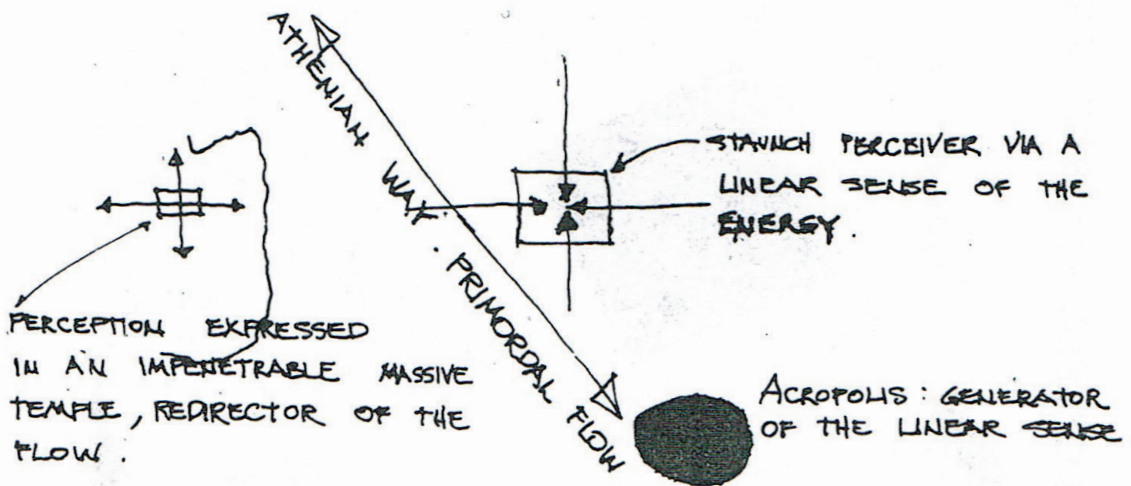 ATHENIAN WAY. PRIMORDAL FLOW
STAUNCH PERCEIVER VIA A
LINEAR SENSE OF THE
ENERGY.
PERCEPTION EXPRESSED
IN AN IMPENETRABLE MASSIVE
TEMPLE, REDIRECTOR OF THE
FLOW.
ACROPOLIS: GENERATOR
OF THE LINEAR SENSE